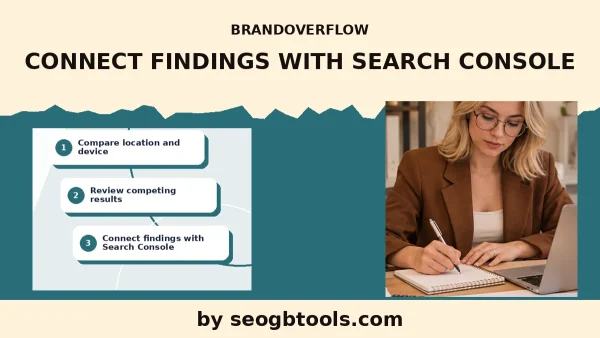 BRANDOVERFLOW
CONNECT FINDINGS WITH SEARCH CONSOLE
1
Compare location and
device
2
Review competing
results
3
Connect findings with
Search Console
by seogbtools.com